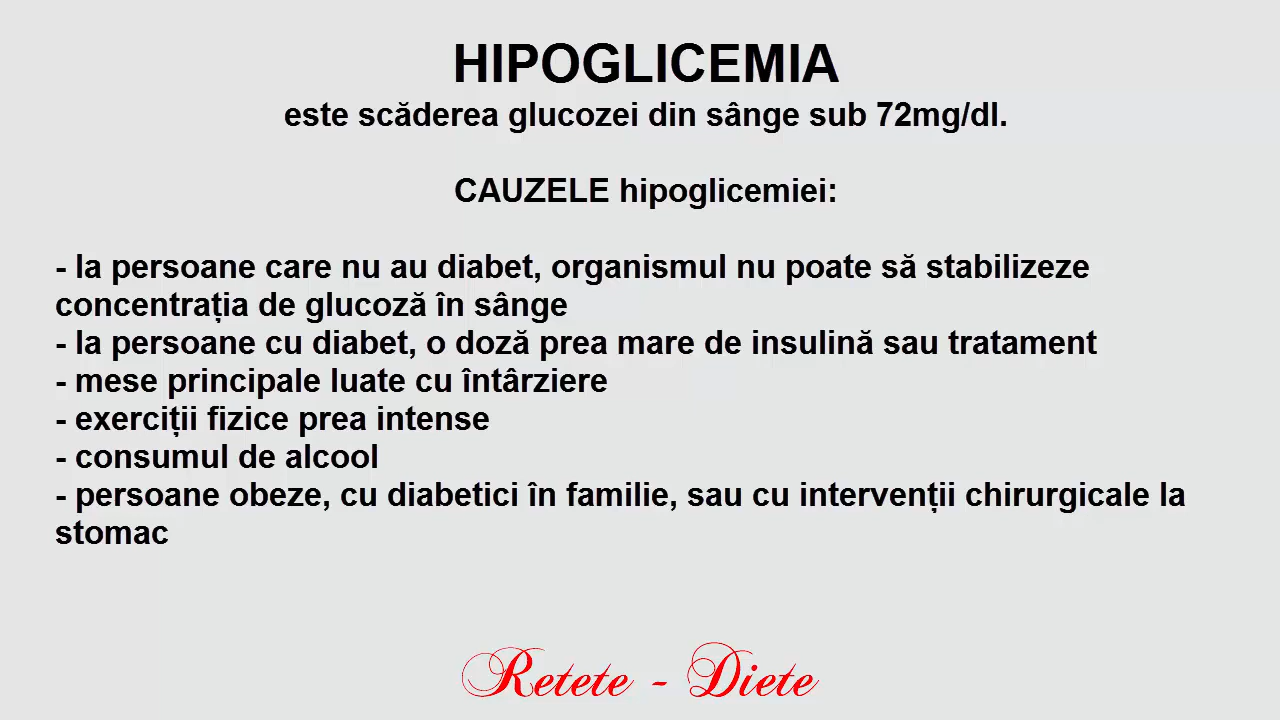 HIPOGLICEMIA
este scăderea glucozei din sânge sub 72mg/dl.
CAUZELE hipoglicemiei:
- la persoane care nu au diabet, organismul nu poate să stabilizeze
concentrația de glucoză în sânge
- la persoane cu diabet, o doză prea mare de insulină sau tratament
- mese principale luate cu întârziere
- exerciții fizice prea intense
- consumul de alcool
- persoane obeze, cu diabetici în familie, sau cu intervenții chirurgicale la
stomac
Retete - Diete